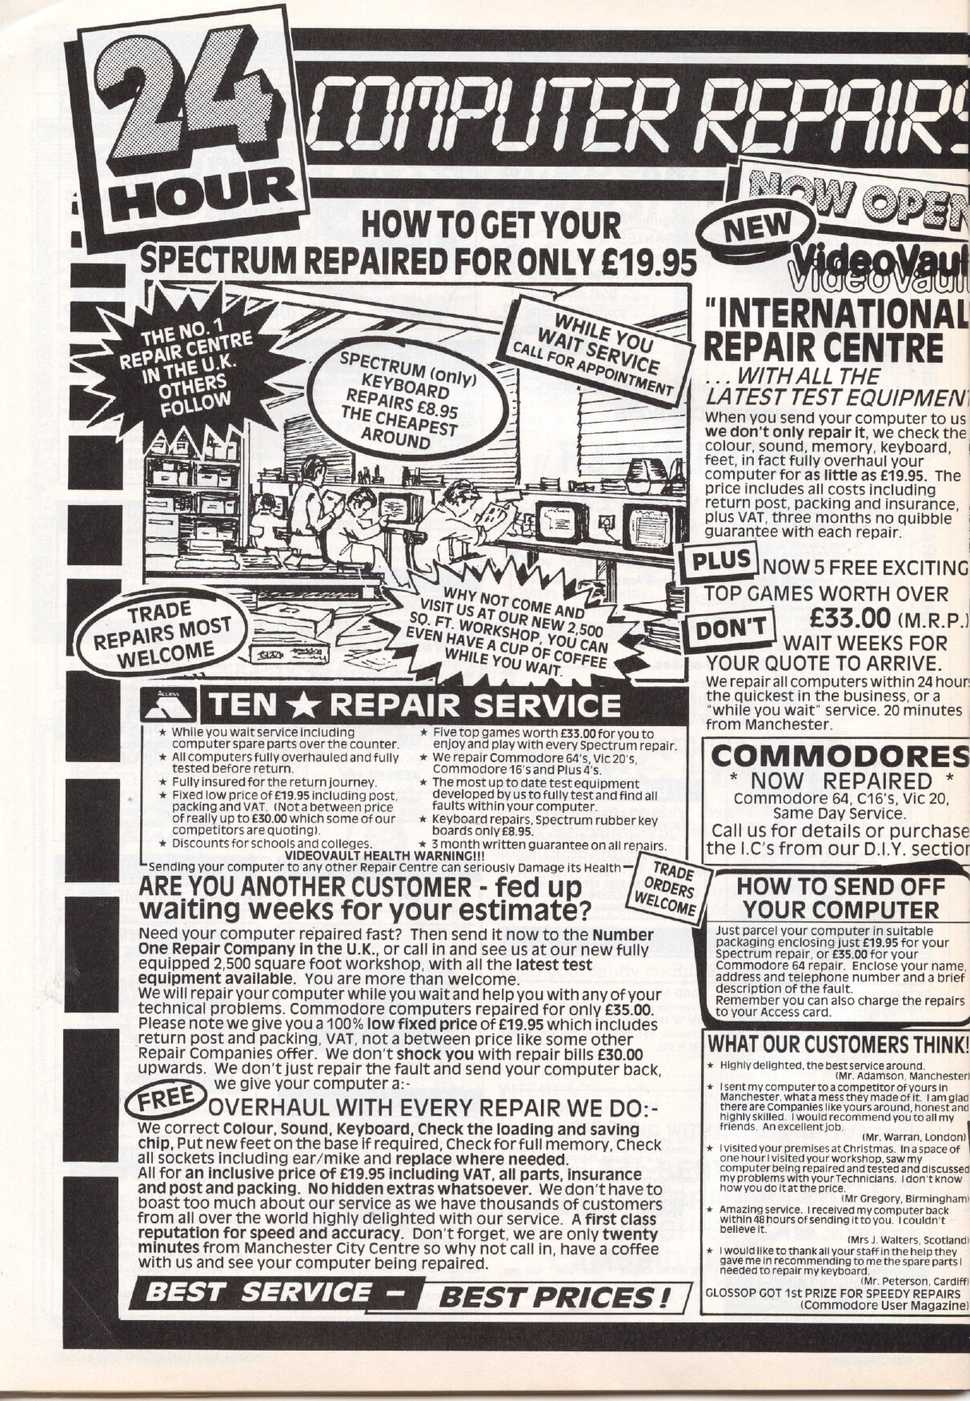 24
HOUR
COMPUTER REPAIRS
NOW OPEN
NEW
VideoVault
HOW TO GET YOUR
SPECTRUM REPAIRED FOR ONLY £19.95
THE NO. 1
REPAIR CENTRE
IN THE U.K.
OTHERS
FOLLOW
SPECTRUM (only)
KEYBOARD
REPAIRS £8.95
THE CHEAPEST
AROUND
WHILE YOU
WAIT SERVICE
CALL FOR APPOINTMENT
TRADE
REPAIRS MOST
WELCOME
WHY NOT COME AND
VISIT US AT OUR NEW 2,500
SQ. FT. WORKSHOP, YOU CAN
EVEN HAVE A CUP OF COFFEE
WHILE YOU WAIT.
"INTERNATIONAL
REPAIR CENTRE
... WITH ALL THE
LATEST TEST EQUIPMENT
When you send your computer to us
we don't only repair it, we check the
colour, sound, memory, keyboard,
feet, in fact fully overhaul your
computer for as little as £19.95. The
price includes all costs including
return post, packing and insurance,
plus VAT, three months no quibble
guarantee with each repair.
PLUS
NOW 5 FREE EXCITING
TOP GAMES WORTH OVER
£33.00 (M.R.P.)
DON'T
WAIT WEEKS FOR
YOUR QUOTE TO ARRIVE.
We repair all computers within 24 hours
the quickest in the business, or a
"while you wait" service. 20 minutes
from Manchester.
Access
TEN ★ REPAIR SERVICE
★ While you wait service including
computer spare parts over the counter.
★ All computers fully overhauled and fully
tested before return.
★ Fully insured for the return journey.
★ Fixed low price of £19.95 including post,
packing and VAT. (Not a between price
of really up to £30.00 which some of our
competitors are quoting).
★ Discounts for schools and colleges.
★ Five top games worth £33.00 for you to
enjoy and play with every Spectrum repair.
★ We repair Commodore 64's, Vic 20's,
Commodore 16's and Plus 4's.
★ The most up to date test equipment
developed by us to fully test and find all
faults within your computer.
★ Keyboard repairs, Spectrum rubber key
boards only £8.95.
★ 3 month written guarantee on all repairs.
VIDEOVAULT HEALTH WARNING!!!
Sending your computer to any other Repair Centre can seriously Damage its Health
TRADE
ORDERS
WELCOME
ARE YOU ANOTHER CUSTOMER - fed up
waiting weeks for your estimate?
Need your computer repaired fast? Then send it now to the Number
One Repair Company in the U.K., or call in and see us at our new fully
equipped 2,500 square foot workshop, with all the latest test
equipment available. You are more than welcome.
We will repair your computer while you wait and help you with any of your
technical problems. Commodore computers repaired for only £35.00.
Please note we give you a 100% low fixed price of £19.95 which includes
return post and packing, VAT, not a between price like some other
Repair Companies offer. We don't shock you with repair bills £30.00
upwards. We don't just repair the fault and send your computer back,
we give your computer a:-
FREE
OVERHAUL WITH EVERY REPAIR WE DO:-
We correct Colour, Sound, Keyboard, Check the loading and saving
chip, Put new feet on the base if required, Check for full memory, Check
all sockets including ear/mike and replace where needed.
All for an inclusive price of £19.95 including VAT, all parts, insurance
and post and packing. No hidden extras whatsoever. We don't have to
boast too much about our service as we have thousands of customers
from all over the world highly delighted with our service. A first class
reputation for speed and accuracy. Don't forget, we are only twenty
minutes from Manchester City Centre so why not call in, have a coffee
with us and see your computer being repaired.
BEST SERVICE - BEST PRICES!
COMMODORES
* NOW REPAIRED *
Commodore 64, C16's, Vic 20,
Same Day Service.
Call us for details or purchase
the I.C's from our D.I.Y. section
HOW TO SEND OFF
YOUR COMPUTER
Just parcel your computer in suitable
packaging enclosing just £19.95 for your
Spectrum repair, or £35.00 for your
Commodore 64 repair. Enclose your name,
address and telephone number and a brief
description of the fault.
Remember you can also charge the repairs
to your Access card.
WHAT OUR CUSTOMERS THINK!
★ Highly delighted, the best service around.
(Mr. Adamson, Manchester)
★ I sent my computer to a competitor of yours in
Manchester, what a mess they made of it. I am glad
there are Companies like yours around, honest and
highly skilled. I would recommend you to all my
friends. An excellent job.
(Mr. Warran, London)
★ I visited your premises at Christmas. In a space of
one hour I visited your workshop, saw my
computer being repaired and tested and discussed
my problems with your Technicians. I don't know
how you do it at the price.
(Mr Gregory, Birmingham)
★ Amazing service. I received my computer back
within 48 hours of sending it to you. I couldn't
believe it.
(Mrs J. Walters, Scotland)
★ I would like to thank all your staff in the help they
gave me in recommending to me the spare parts I
needed to repair my keyboard.
(Mr. Peterson, Cardiff)
GLOSSOP GOT 1st PRIZE FOR SPEEDY REPAIRS
(Commodore User Magazine)